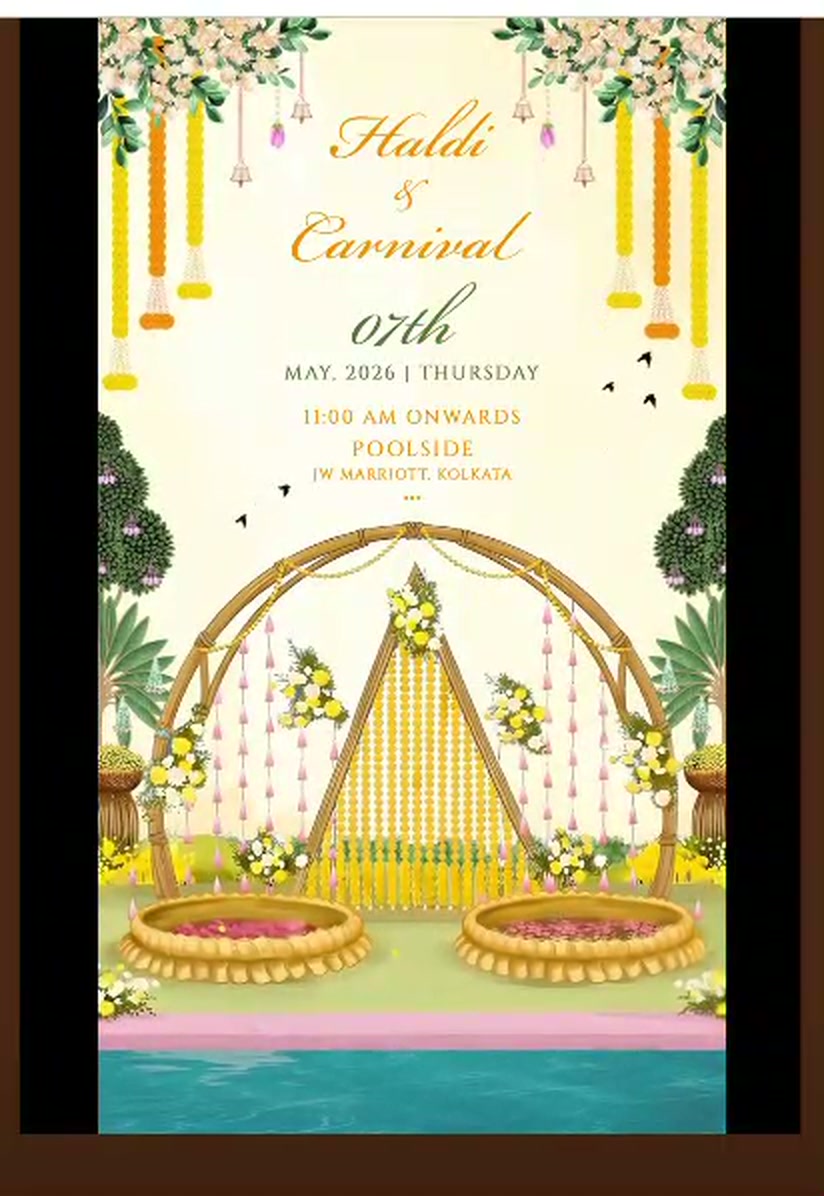 Haldi
&
Carnival
07th
MAY, 2026 | THURSDAY
11:00 AM ONWARDS
POOLSIDE
JW MARRIOTT, KOLKATA